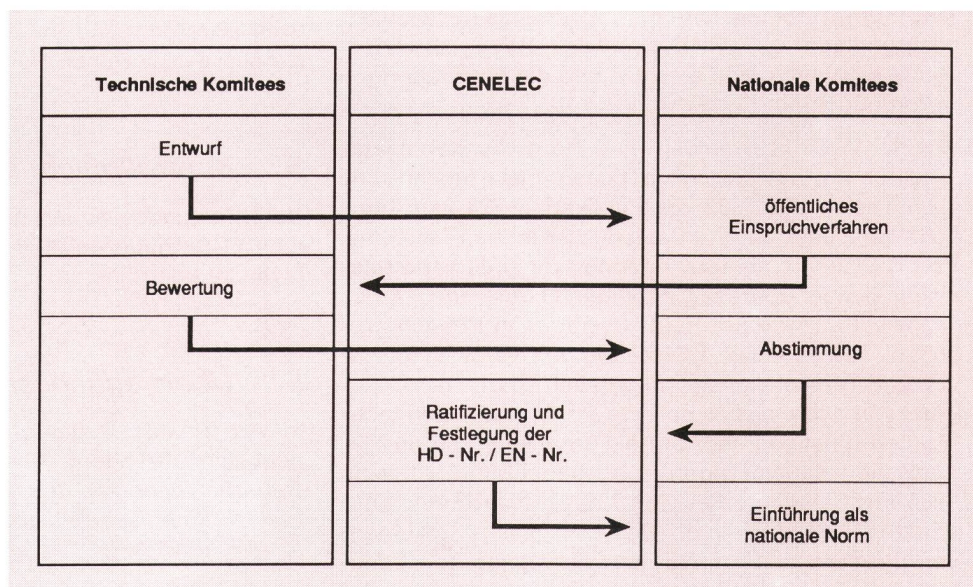 Technische Komitees
CENELEC
Nationale Komitees
Entwurf
öffentliches
Einspruchverfahren
Bewertung
Abstimmung
Ratifizierung und
Festlegung der
HD - Nr. / EN - Nr.
Einführung als
nationale Norm